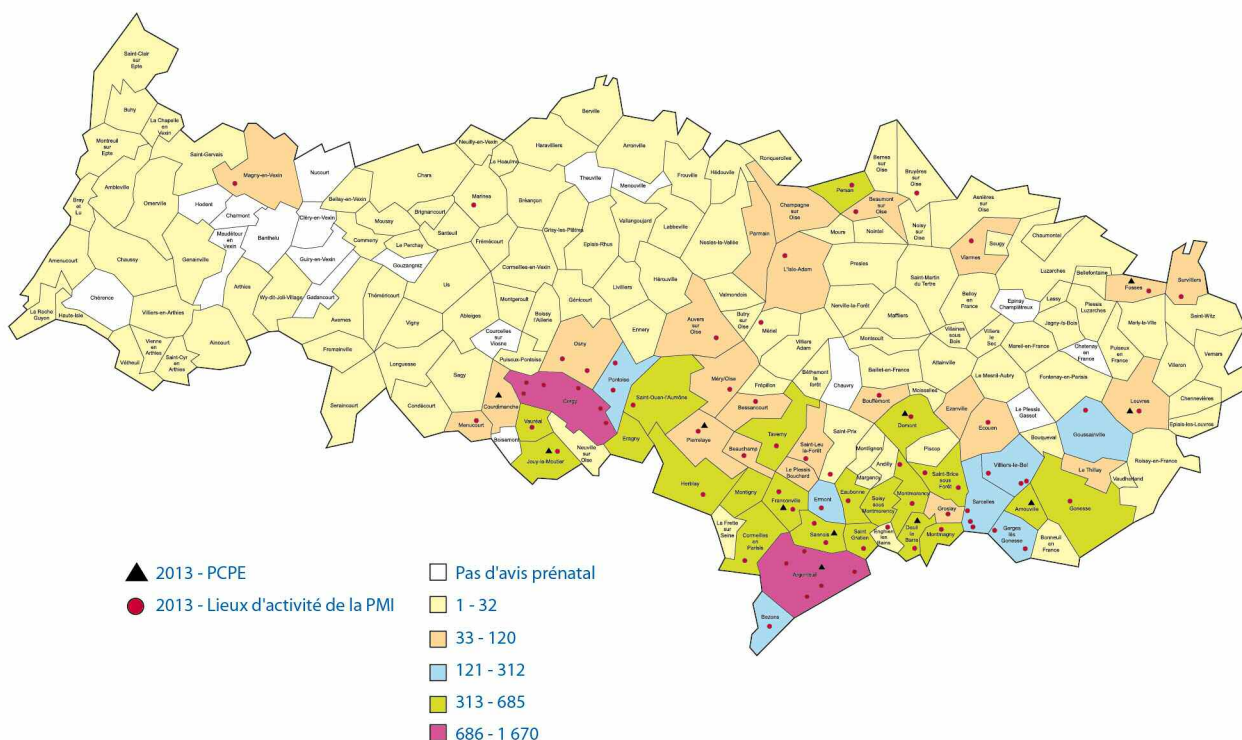 Saint-Clair
sur
Epte
Buhy
La Chapelle
en
Vexin
Montreuil
sur
Epte
Saint-Gervais
Magny-en-Vexin
Ambleville
Omerville
Hodent
Charmont
Nucourt
Bray
et
Lu
Maudétour
en
Vexin
Banthelu
Cléry-en-Vexin
Amenucourt
Chaussy
Genainville
Guiry-en-Vexin
Chérence
Arthies
Wy-dit-Joli-Village
Gadancourt
La Roche
Guyon
Haute-Isle
Villiers-en-Arthies
Vienne
en
Arthies
Vétheuil
Saint-Cyr
en
Arthies
Aincourt
Avernes
Fremainville
Seraincourt
Longuesse
Condécourt
Sagy
Vigny
Théméricourt
Us
Ableiges
Commeny
Moussy
Le Perchay
Gouzangrez
Bellay-en-Vexin
Chars
Brignancourt
Santeuil
Marines
Neuilly-en-Vexin
Le Heaulme
Haravilliers
Berville
Arronville
Theuville
Menouville
Bréançon
Frémécourt
Grisy-les-Plâtres
Epiais-Rhus
Vallangoujard
Labbeville
Frouville
Hédouville
Nesles-la-Vallée
Cormeilles-en-Vexin
Montgeroult
Boissy
l'Aillerie
Génicourt
Livilliers
Hérouville
Ennery
Courcelles
sur
Viosne
Puiseux-Pontoise
Osny
Pontoise
Cergy
Courdimanche
Menucourt
Boisemont
Vauréal
Jouy-le-Moutier
Neuville
sur
Oise
Eragny
Saint-Ouen-l'Aumône
Auvers
sur
Oise
Valmondois
Butry
sur
Oise
Méry/Oise
Mériel
Villiers
Adam
Ronquerolles
Champagne
sur
Oise
Parmain
L'Isle-Adam
Persan
Beaumont
sur
Oise
Bernes
sur
Oise
Bruyères
sur
Oise
Mours
Nointel
Noisy
sur
Oise
Presles
Nerville-la-Forêt
Maffliers
Montsoult
Saint-Martin
du
Tertre
Asnières
sur
Oise
Viarmes
Seugy
Belloy
en
France
Villaines
sous
Bois
Villiers
le
Sec
Attainville
Baillet-en-France
Chauvry
Béthemont
la
forêt
Frépillon
Bessancourt
Chaumontel
Luzarches
Lassy
Epinay
Champlâtreux
Jagny-ls-Bois
Mareil-en-France
Le Mesnil-Aubry
Bellefontaine
Plessis
Luzarches
Fosses
Survilliers
Marly-la-Ville
Saint-Witz
Puiseux
en
France
Chatenay
en
France
Fontenay-en-Parisis
Villeron
Vemars
Louvres
Chennevières
Epiais-les-Louvres
Le Plessis
Gassot
Goussainville
Bouqueval
Le Thillay
Vaudherland
Roissy-en-France
Bouffémont
Moisselles
Domont
Ezanville
Ecouen
Piscop
Villiers-le-Bel
Sarcelles
Arnouville
Gonesse
Garges
lès
Gonesse
Bonneuil
en
France
Pierrelaye
Beauchamp
Taverny
Saint-Leu
la-Forêt
Le Plessis
Bouchard
Saint-Prix
Montlignon
Andilly
Margency
Eaubonne
Ermont
Soisy
sous
Montmorency
Montmorency
Saint-Brice
sous
Forêt
Groslay
Deuil
la
Barre
Montmagny
Enghien
les
Bains
Saint
Gratien
Sannois
Franconville
Herblay
Montigny
La Frette
sur
Seine
Cormeilles
en
Parisis
Argenteuil
Bezons
2013 - PCPE
2013 - Lieux d'activité de la PMI
Pas d'avis prénatal
1 - 32
33 - 120
121 - 312
313 - 685
686 - 1 670